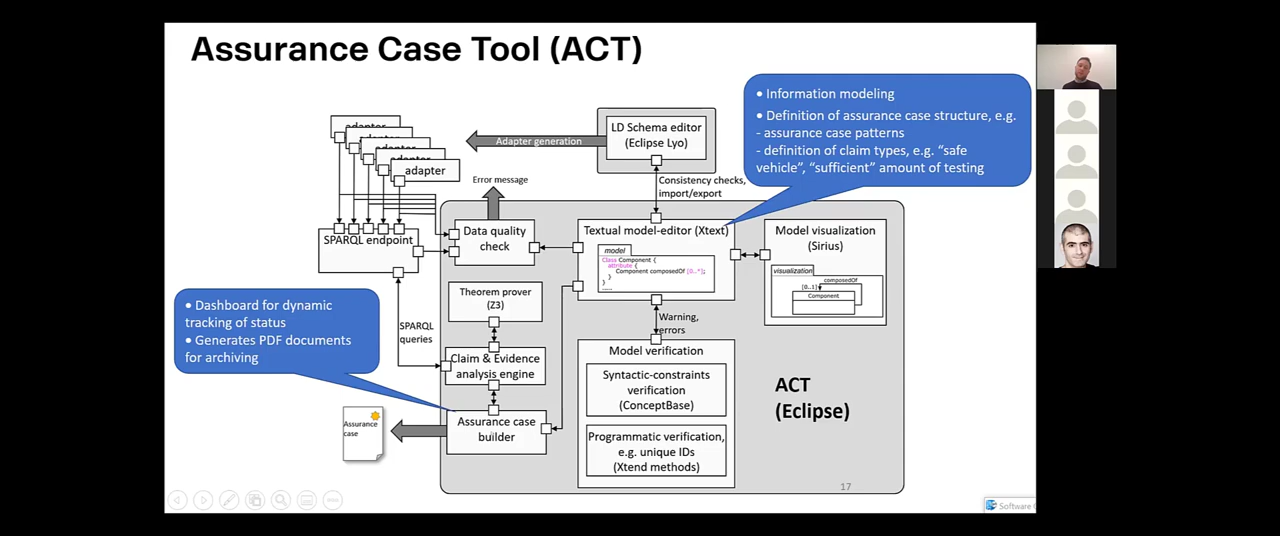 Assurance Case Tool (ACT)
• Information modeling
• Definition of assurance case structure, e.g.
- assurance case patterns
- definition of claim types, e.g. “safe
vehicle”, “sufficient” amount of testing
LD Schema editor
(Eclipse Lyo)
Adapter generation
adapter
adapter
adapter
adapter
adapter
Error message
Consistency checks,
import/export
SPARQL endpoint
Data quality
check
Textual model-editor (Xtext)
model
Class Component {
attribute {
Component composedOf [0..*];
}
}
.....
Model visualization
(Sirius)
visualization
composedOf
[0..1]
Component
Theorem prover
(Z3)
• Dashboard for dynamic
tracking of status
• Generates PDF documents
for archiving
SPARQL
queries
Warning,
errors
Claim & Evidence
analysis engine
Model verification
Syntactic-constraints
verification
(ConceptBase)
ACT
(Eclipse)
Assurance case
builder
Assurance
case
Programmatic verification,
e.g. unique IDs
(Xtend methods)
17
Software